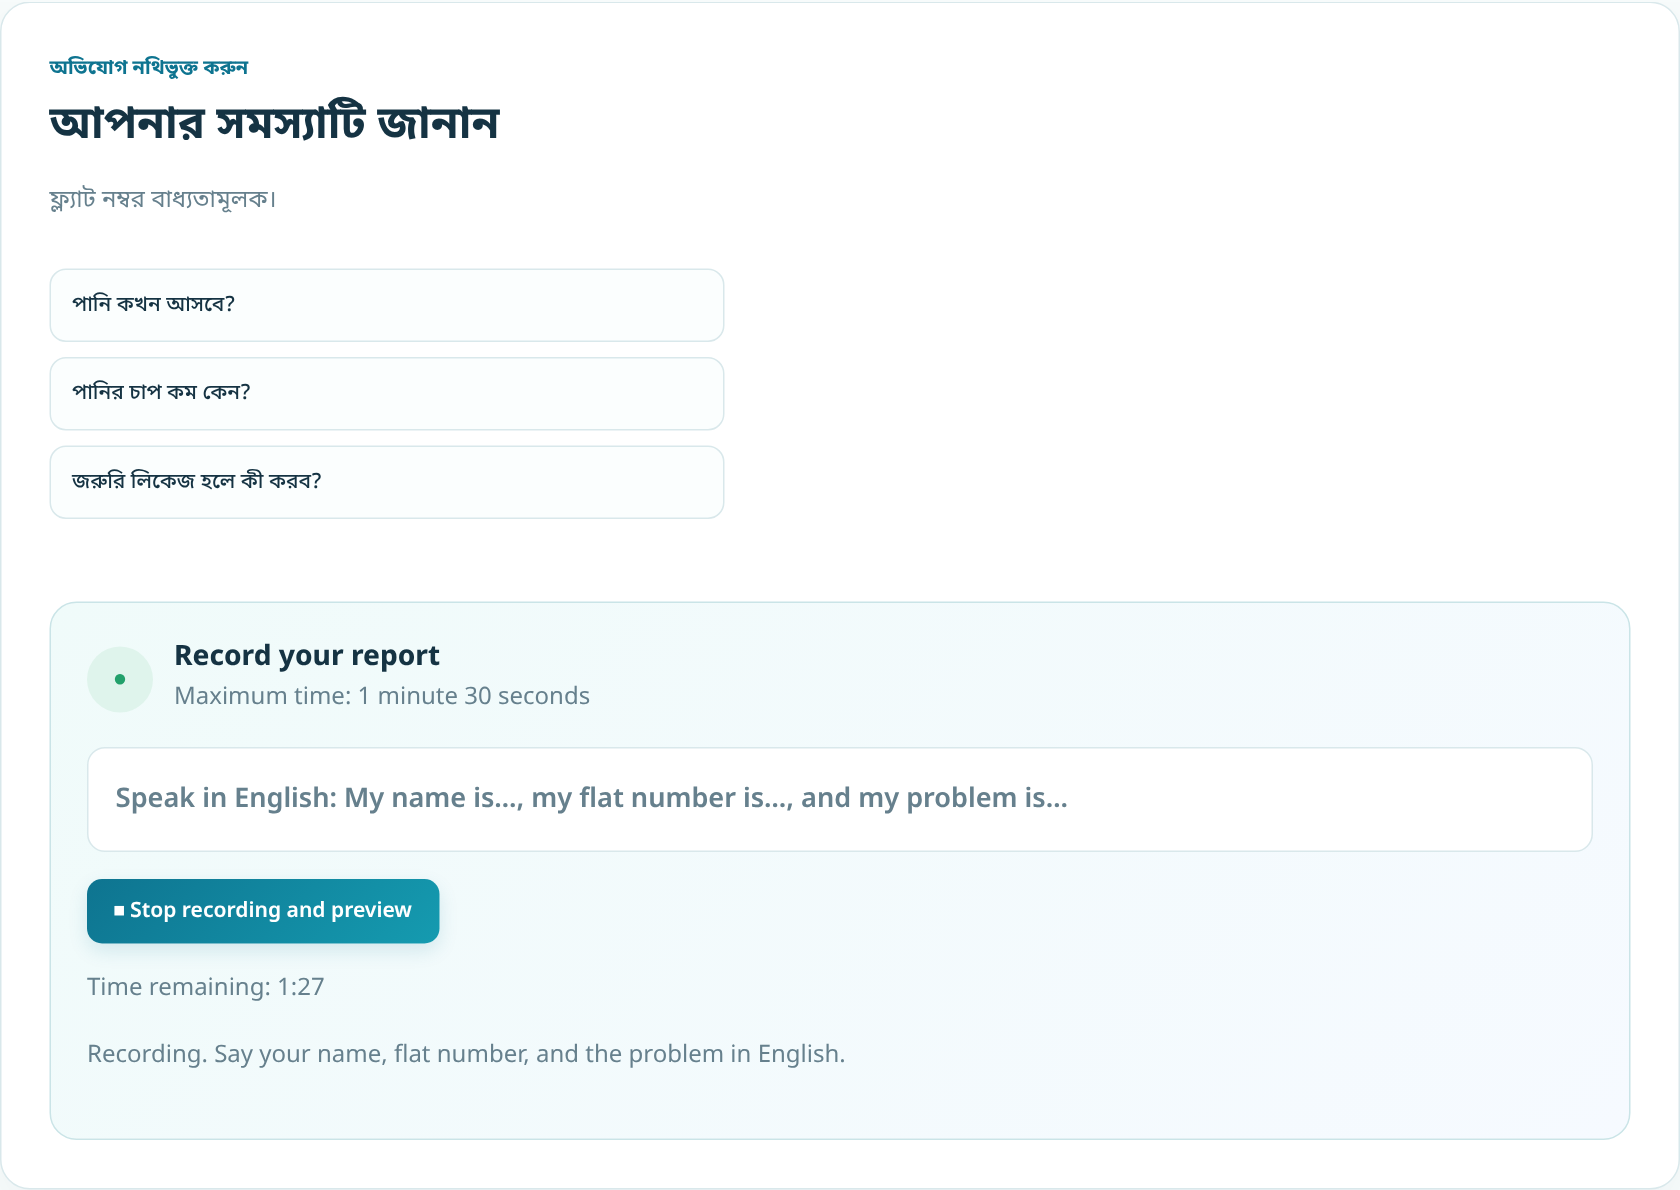 অভিযোগ নথিভুক্ত করুন
আপনার সমস্যাটি জানান
ফ্ল্যাট নম্বর বাধ্যতামূলক।
পানি কখন আসবে?
পানির চাপ কম কেন?
জরুরি লিকেজ হলে কী করব?
Record your report
Maximum time: 1 minute 30 seconds
Speak in English: My name is..., my flat number is..., and my problem is...
■ Stop recording and preview
Time remaining: 1:27
Recording. Say your name, flat number, and the problem in English.